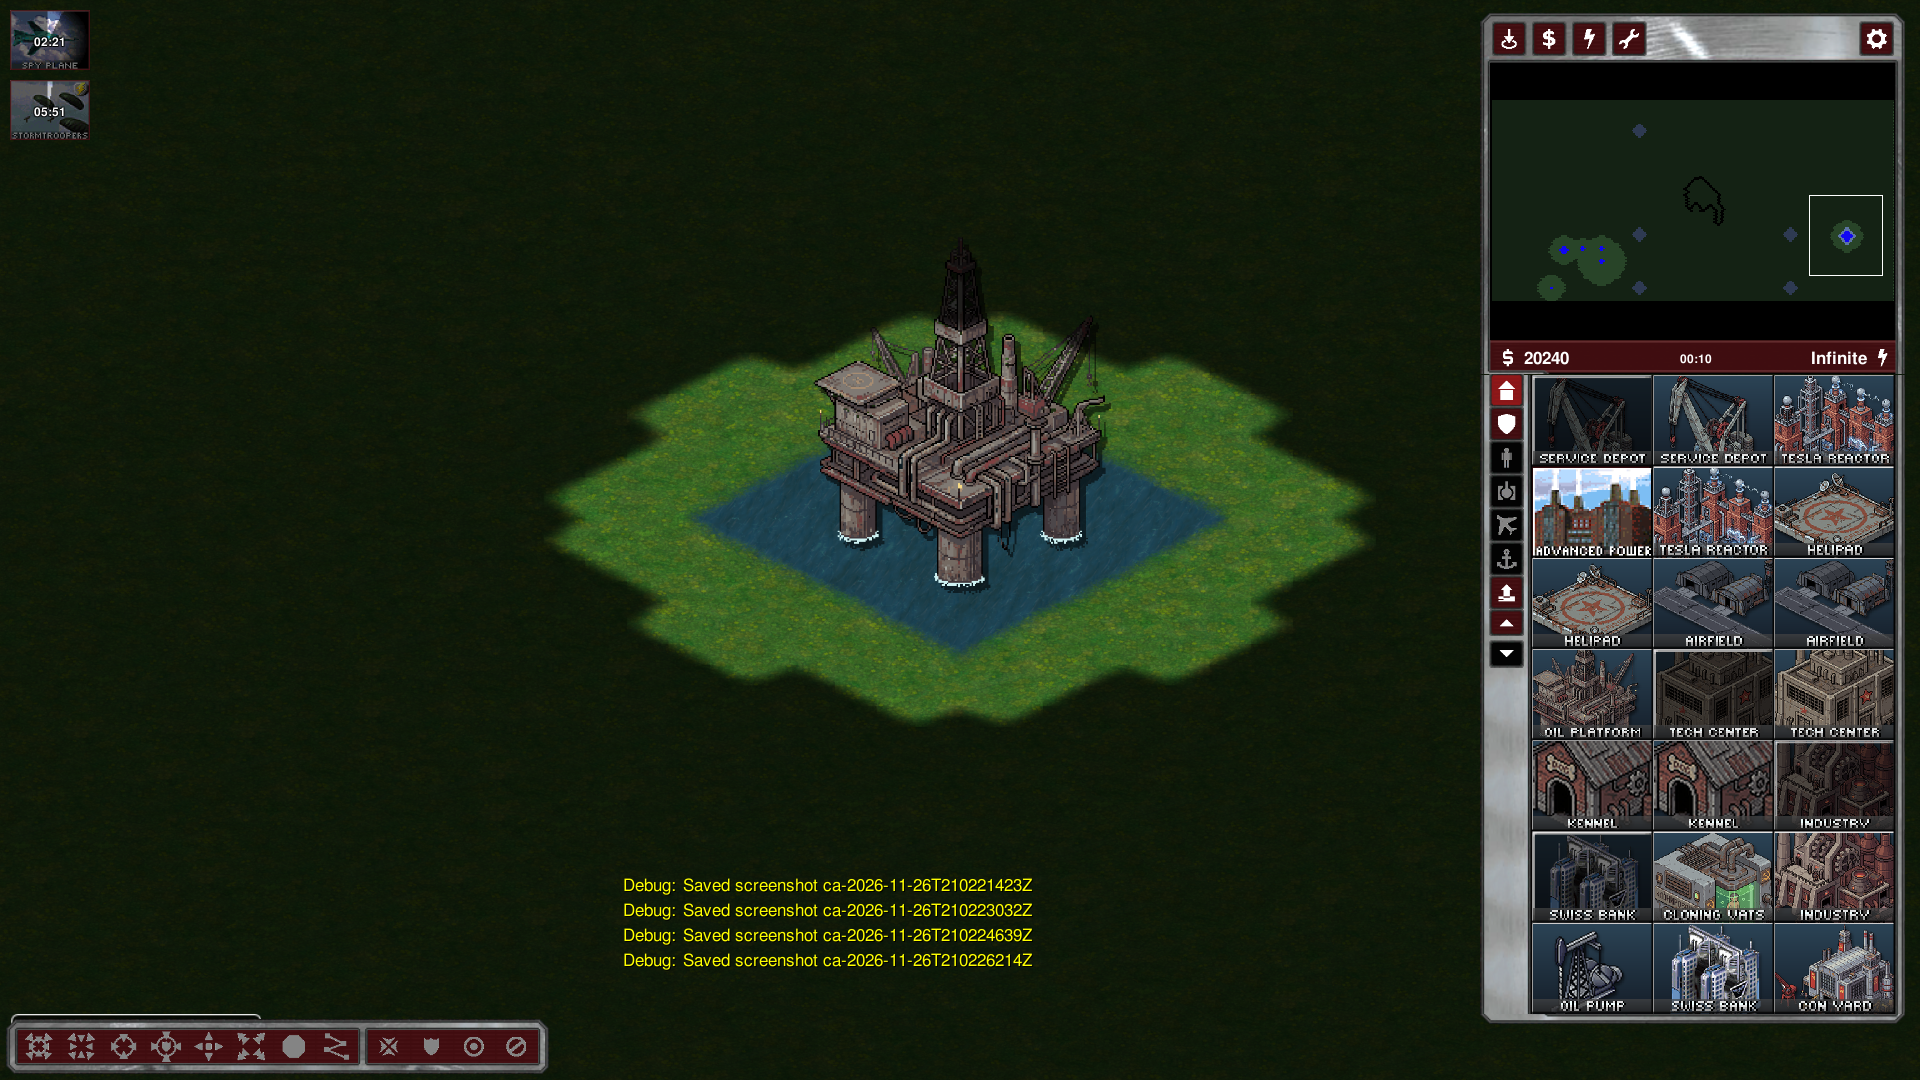 02:21
SPY PLANE
05:51
STORMTROOPERS
$ 20240
00:10
Infinite
SERVICE DEPOT
SERVICE DEPOT
TESLA REACTOR
ADVANCED POWER
TESLA REACTOR
HELIPAD
HELIPAD
AIRFIELD
AIRFIELD
OIL PLATFORM
TECH CENTER
TECH CENTER
KENNEL
KENNEL
INDUSTRY
SWISS BANK
CLONING VATS
INDUSTRY
OIL PUMP
SWISS BANK
CON YARD
Debug: Saved screenshot ca-2026-11-26T210221423Z
Debug: Saved screenshot ca-2026-11-26T210223032Z
Debug: Saved screenshot ca-2026-11-26T210224639Z
Debug: Saved screenshot ca-2026-11-26T210226214Z